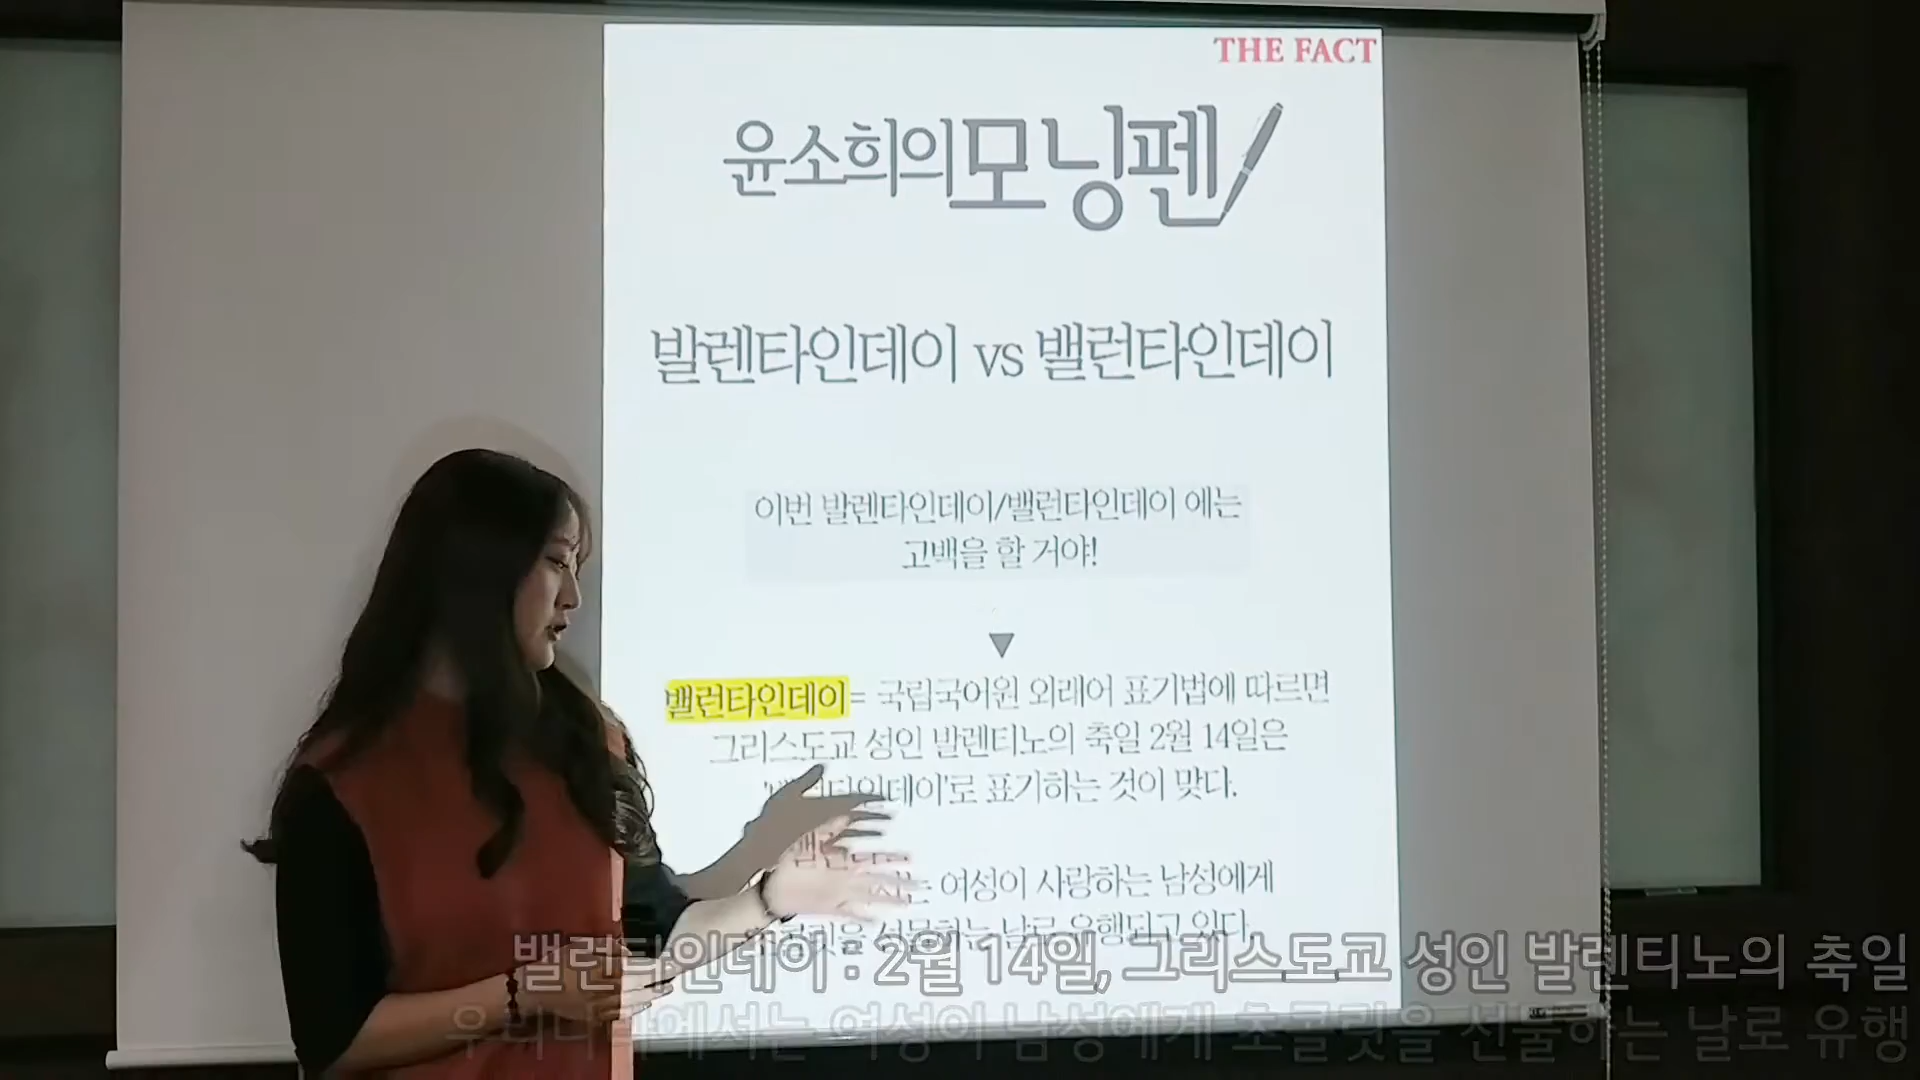 THE FACT
윤소희의 모닝펜
발렌타인데이 vs 밸런타인데이
이번 발렌타인데이/밸런타인데이 에는
고백을 할 거야!
밸런타인데이= 국립국어원 외래어 표기법에 따르면
그리스도교 성인 발렌티노의 축일 2월 14일은
'밸런타인데이'로 표기하는 것이 맞다.
여성이 사랑하는 남성에게
선물하는 날로 유행되고 있다.
밸런타인데이 : 2월 14일, 그리스도교 성인 발렌티노의 축일
우리나라에서는 여성이 남성에게 초콜릿을 선물하는 날로 유행